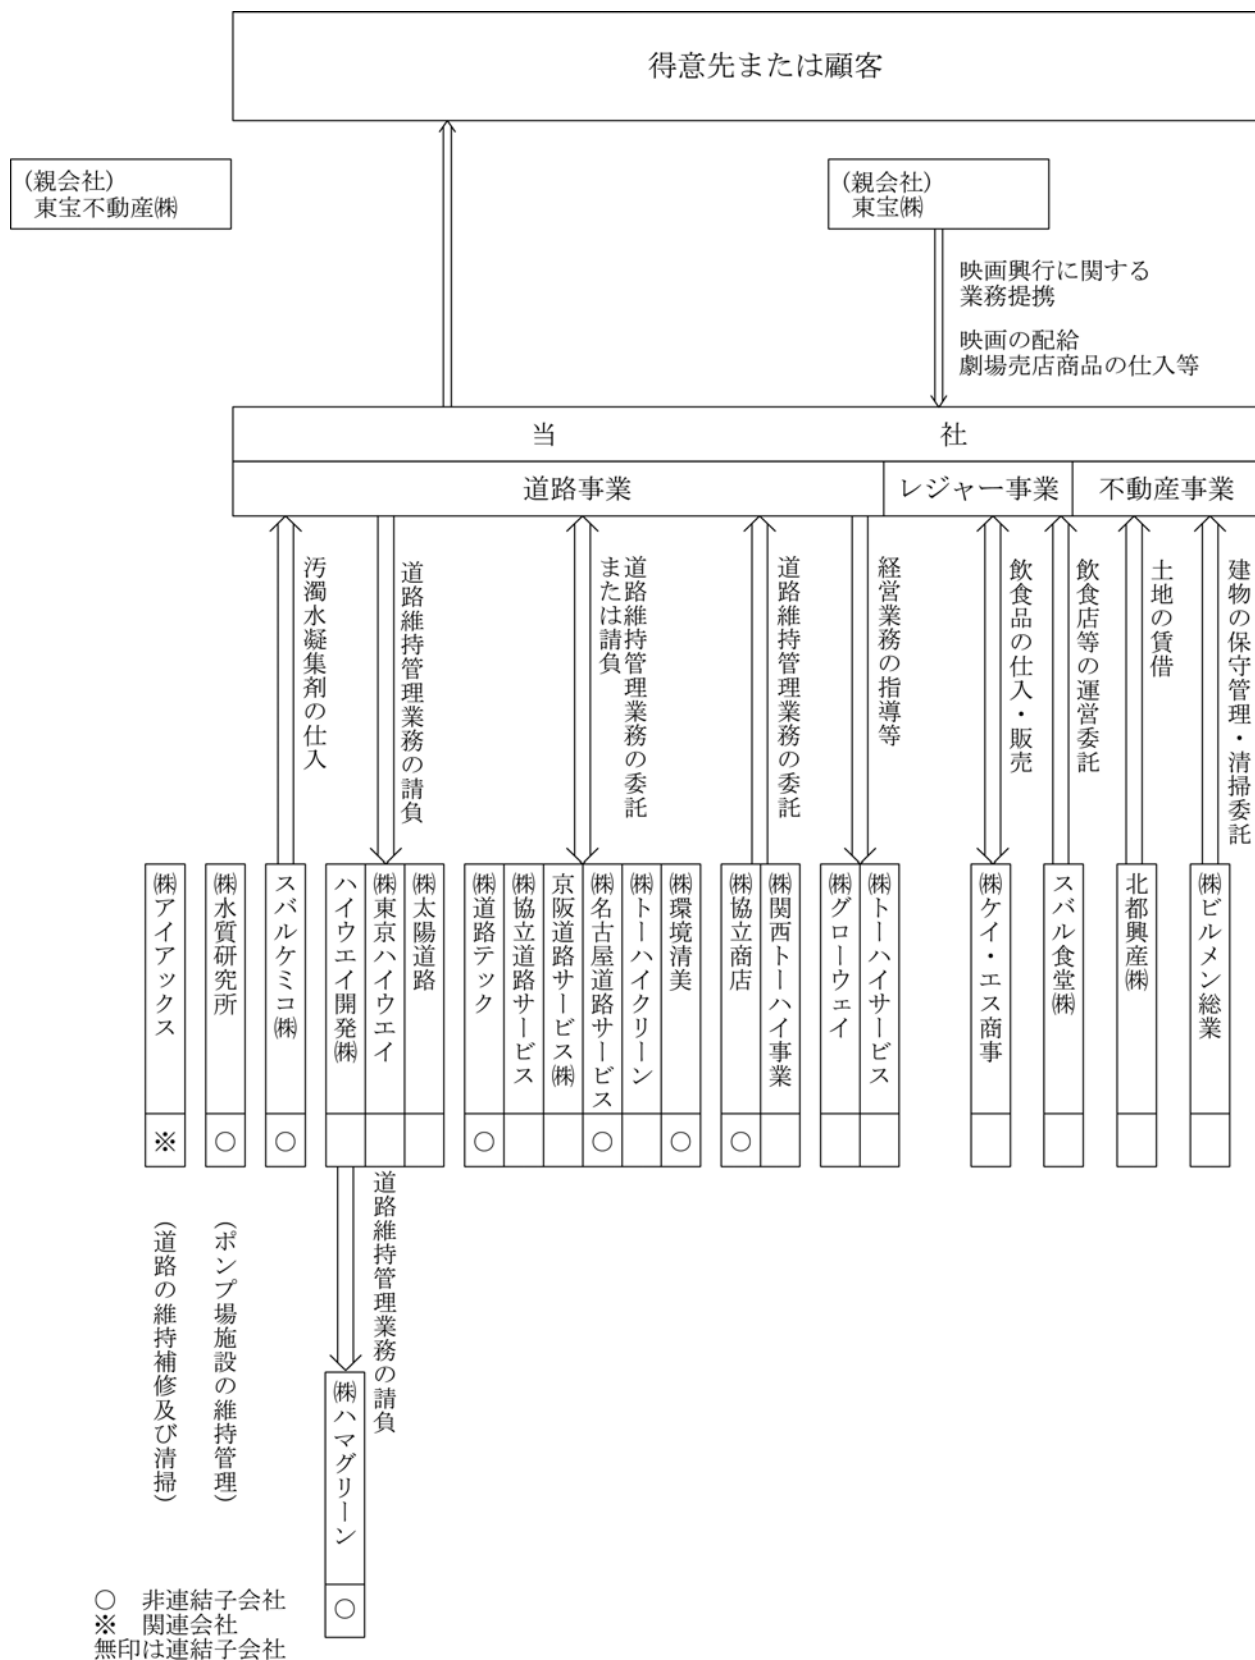 得意先または顧客
(親会社)
東宝不動産㈱
(親会社)
東宝㈱
映画興行に関する
業務提携
映画の配給
劇場売店商品の仕入等
当社
道路事業
レジャー事業
不動産事業
汚濁水凝集剤の仕入
道路維持管理業務の請負
道路維持管理業務の委託
または請負
道路維持管理業務の委託
経営業務の指導等
飲食品の仕入・販売
飲食店等の運営委託
土地の賃借
建物の保守管理・清掃委託
㈱アイアックス
㈱水質研究所
スバルケミコ㈱
ハイウエイ開発㈱
㈱東京ハイウエイ
㈱太陽道路
㈱道路テック
㈱協立道路サービス
京阪道路サービス㈱
㈱名古屋道路サービス
㈱トーハイクリーン
㈱環境清美
㈱協立商店
㈱関西トーハイ事業
㈱グローウェイ
㈱トーハイサービス
㈱ケイ・エス商事
スバル食堂㈱
北都興産㈱
㈱ビルメン総業
※
○
○
○
○
○
○
(道路の維持補修及び清掃)
(ポンプ場施設の維持管理)
道路維持管理業務の請負
㈱ハマグリーン
○
○ 非連結子会社
※ 関連会社
無印は連結子会社